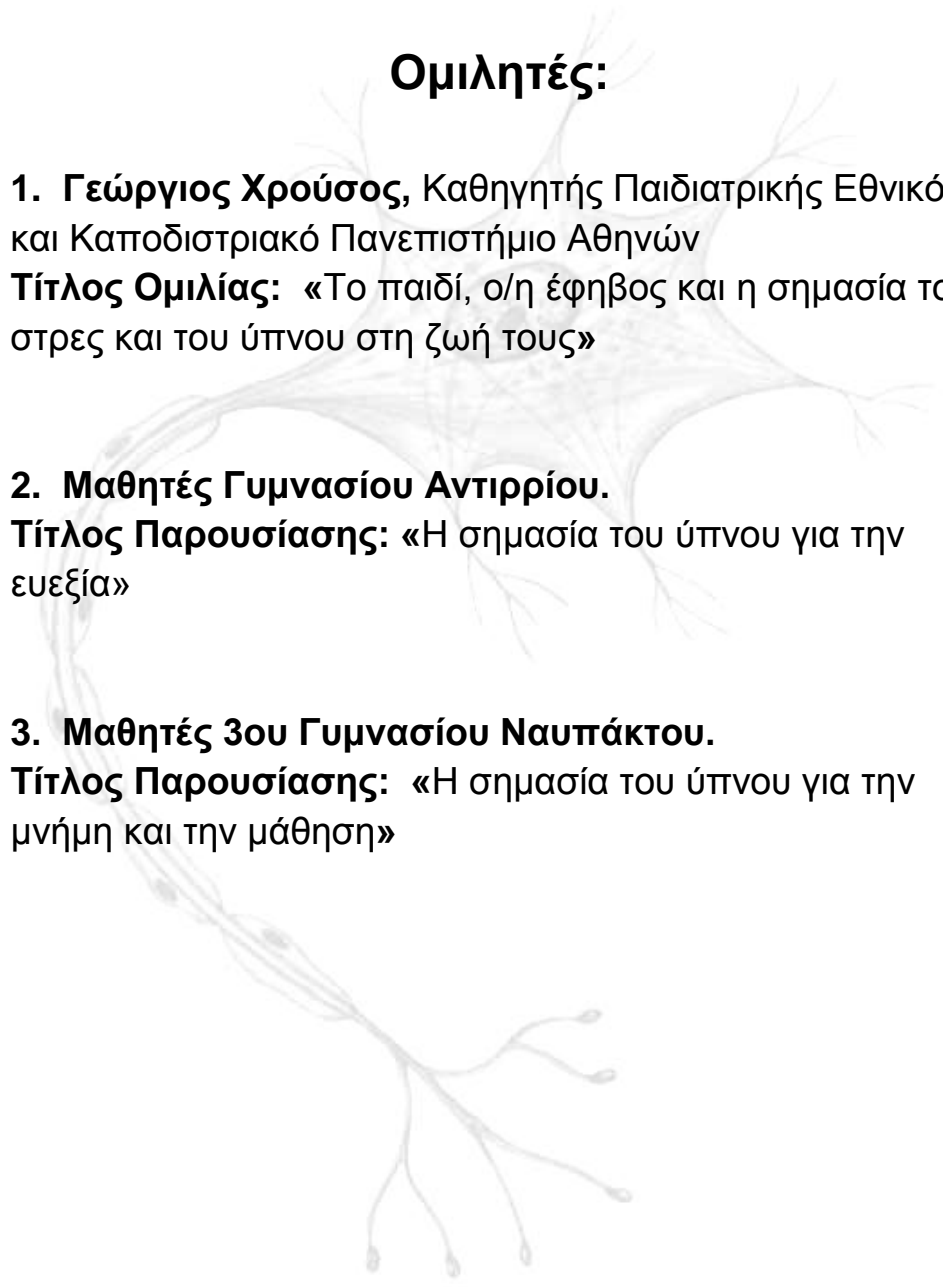 Ομιλητές:
1. Γεώργιος Χρούσος, Καθηγητής Παιδιατρικής Εθνικό
και Καποδιστριακό Πανεπιστήμιο Αθηνών
Τίτλος Ομιλίας: «Το παιδί, ο/η έφηβος και η σημασία το
στρες και του ύπνου στη ζωή τους»
2. Μαθητές Γυμνασίου Αντιρρίου.
Τίτλος Παρουσίασης: «Η σημασία του ύπνου για την
ευεξία»
3. Μαθητές 3ου Γυμνασίου Ναυπάκτου.
Τίτλος Παρουσίασης: «Η σημασία του ύπνου για την
μνήμη και την μάθηση»